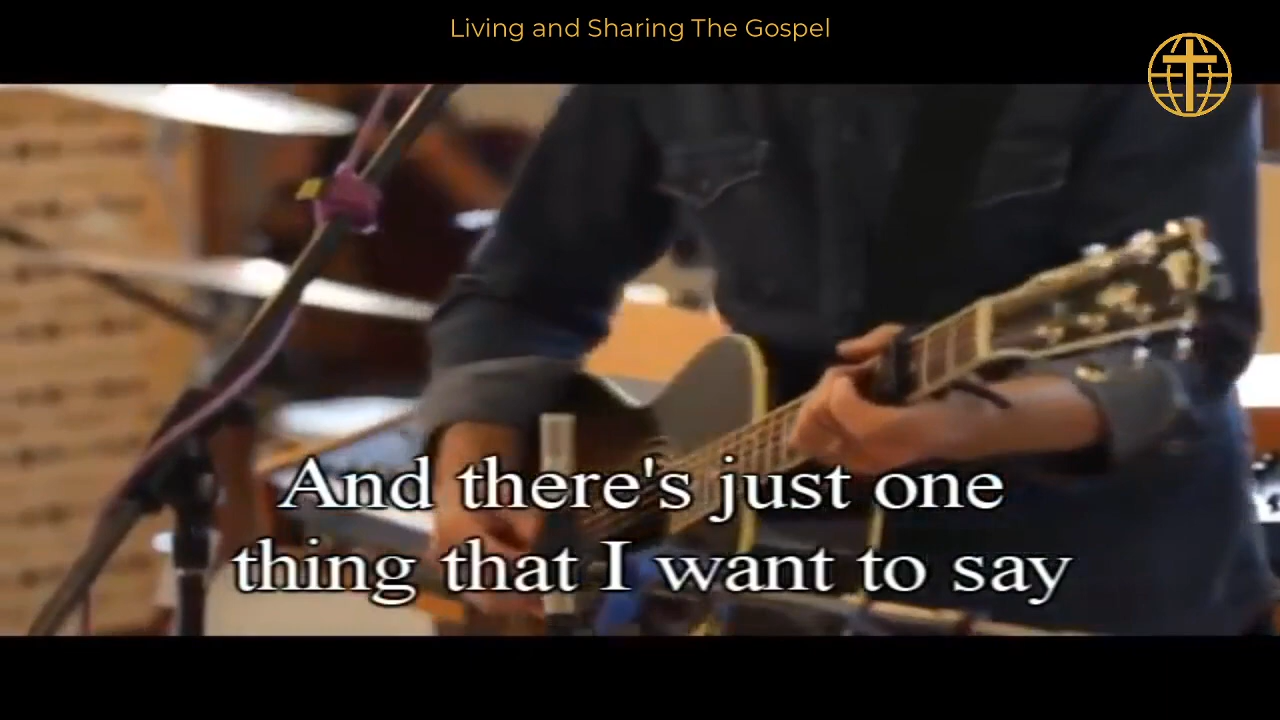 Living and Sharing The Gospel
And there's just one
thing that I want to say